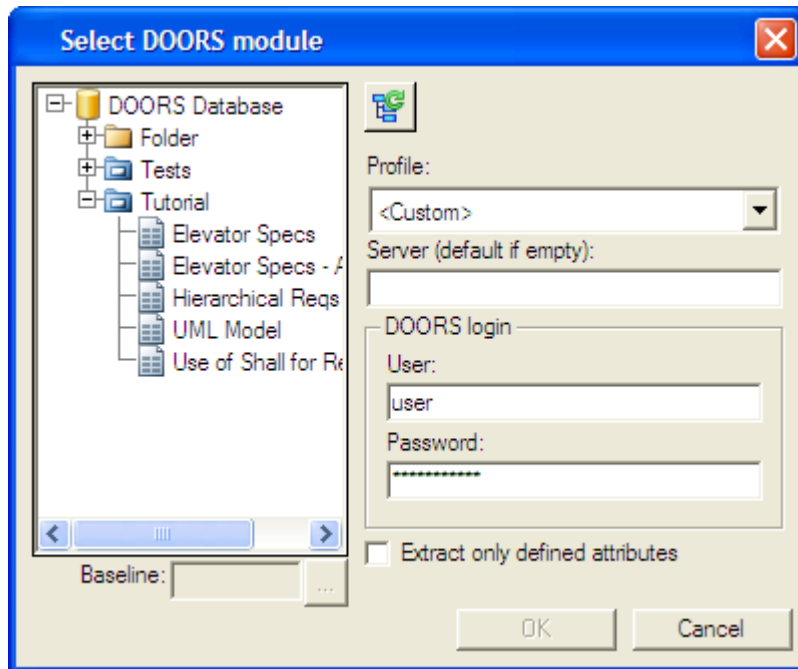 Select DOORS module
DOORS Database
Folder
Tests
Tutorial
Elevator Specs
Elevator Specs - A
Hierarchical Reqs
UML Model
Use of Shall for Re
Baseline:
...
Profile:
<Custom>
Server (default if empty):
DOORS login
User:
user
Password:
***********
Extract only defined attributes
OK
Cancel